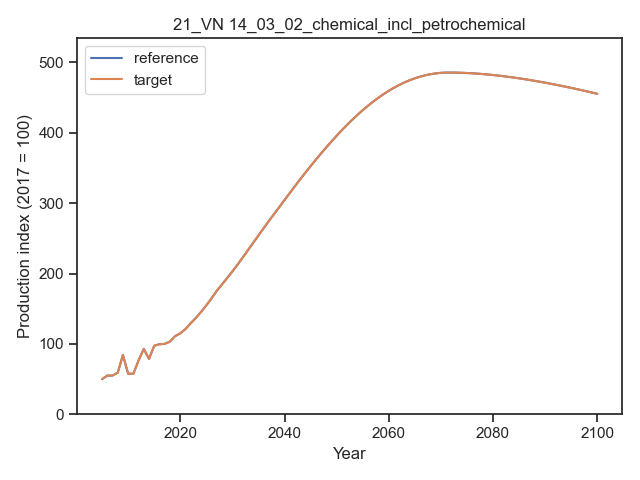 21_VN 14_03_02_chemical_incl_petrochemical
reference
target
Production index (2017 = 100)
500
400
300
200
100
0
2020 2040 2060 2080 2100
Year